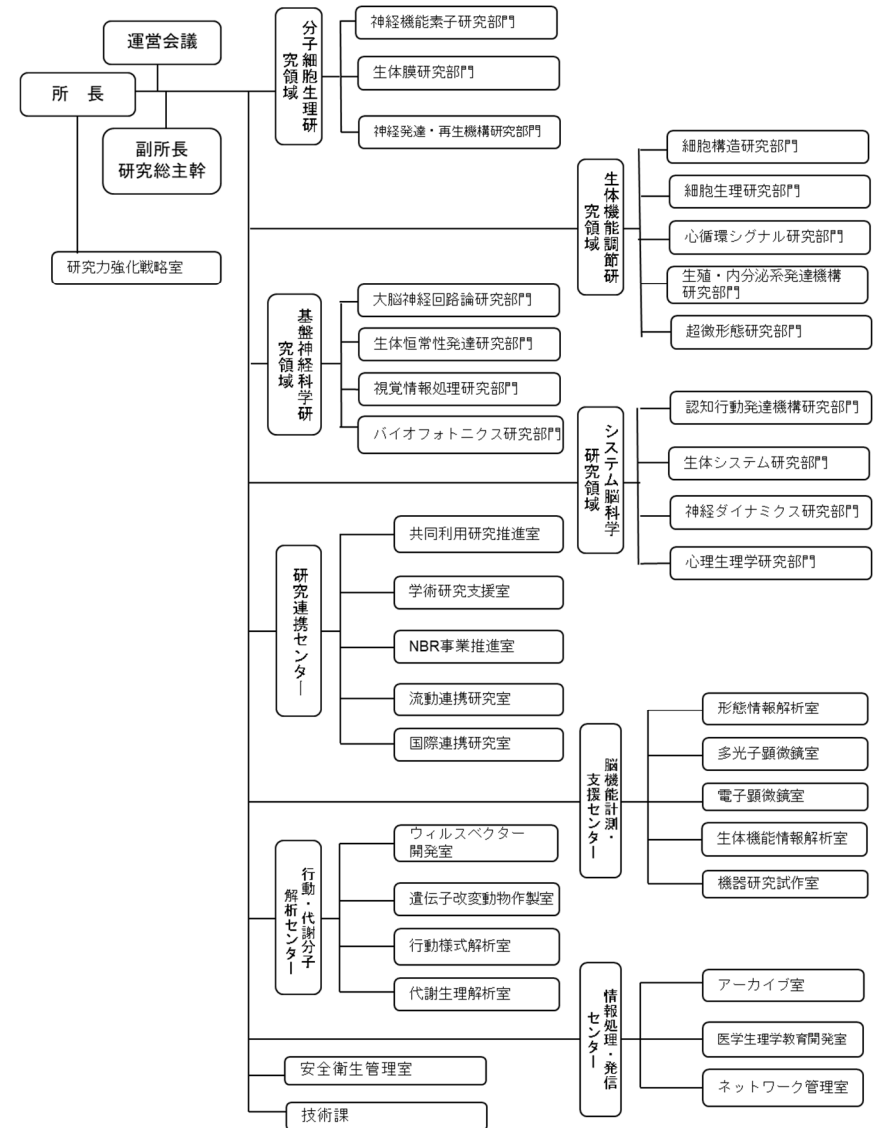 運営会議
所 長
副所長
研究総主幹
研究力強化戦略室
分子細胞生理研
究領域
神経機能素子研究部門
生体膜研究部門
神経発達・再生機構研究部門
生体機能調節研
究領域
細胞構造研究部門
細胞生理研究部門
心循環シグナル研究部門
生殖・内分泌系発達機構
研究部門
超微形態研究部門
基盤神経科学研
究領域
大脳神経回路論研究部門
生体恒常性発達研究部門
視覚情報処理研究部門
バイオフォトニクス研究部門
システム脳科学
研究領域
認知行動発達機構研究部門
生体システム研究部門
神経ダイナミクス研究部門
心理生理学研究部門
研究連携センター
共同利用研究推進室
学術研究支援室
NBR事業推進室
流動連携研究室
国際連携研究室
脳機能計測・
支援センター
形態情報解析室
多光子顕微鏡室
電子顕微鏡室
生体機能情報解析室
機器研究試作室
行動・代謝分子
解析センター
ウィルスベクター
開発室
遺伝子改変動物作製室
行動様式解析室
代謝生理解析室
情報処理・発信
センター
アーカイブ室
医学生理学教育開発室
ネットワーク管理室
安全衛生管理室
技術課